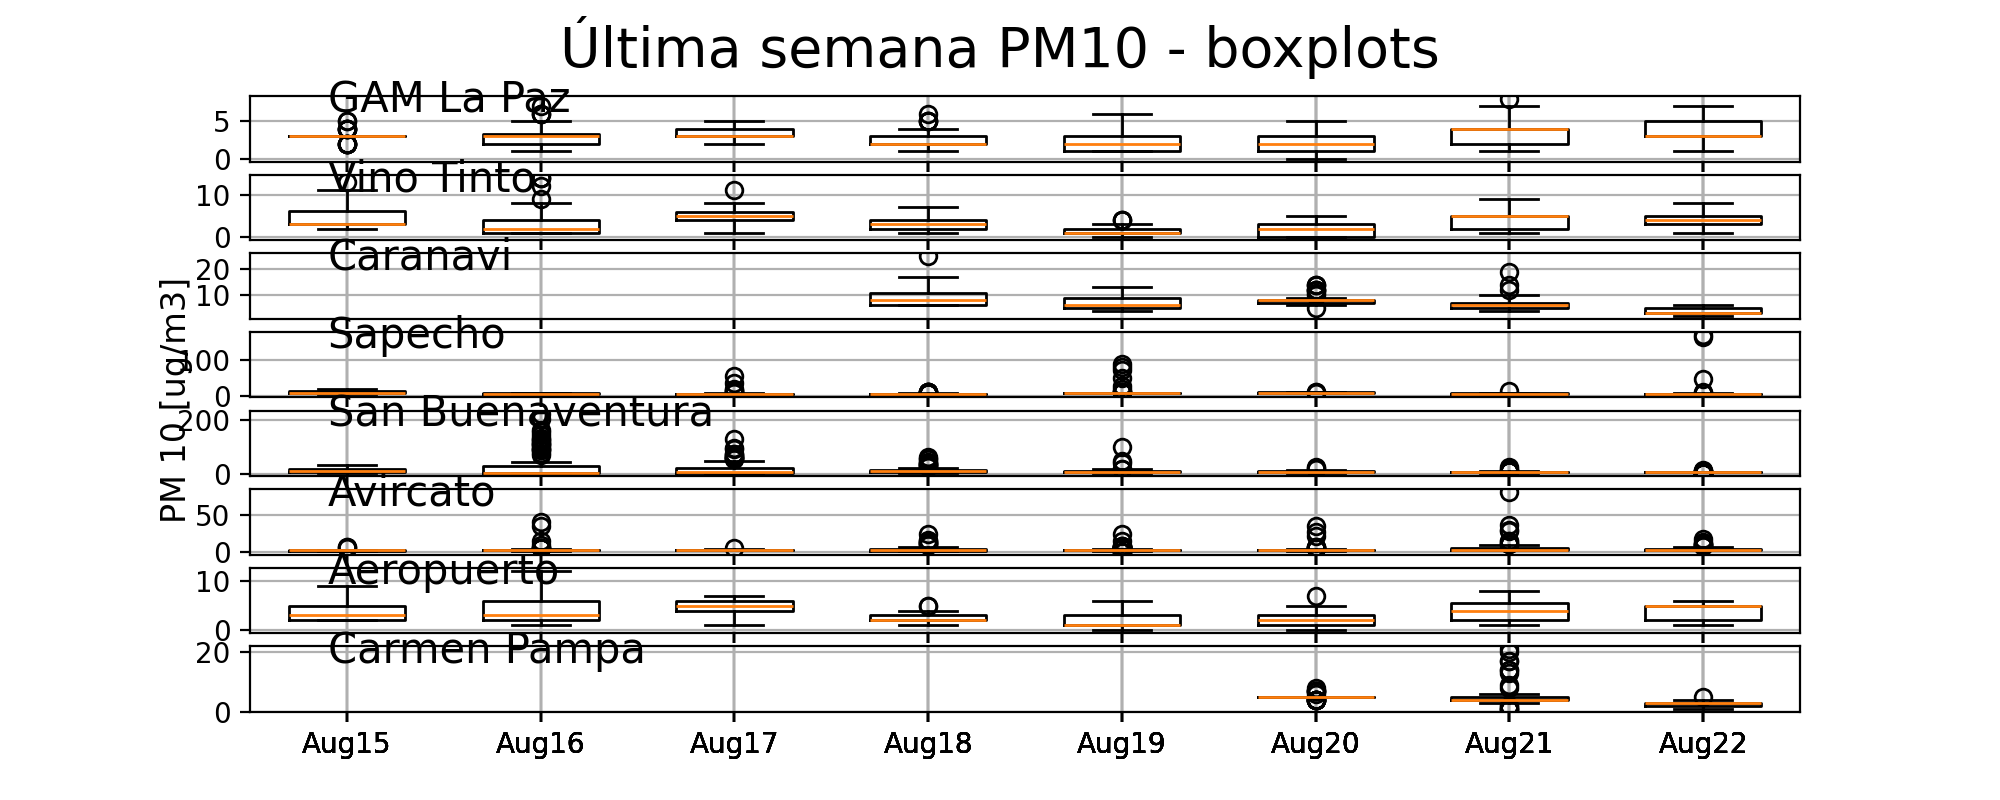 Última semana PM10 - boxplots
GAM La Paz
5
0
Vino Tinto
10
0
Caranavi
20
10
Sapecho
100
0
San Buenaventura
200
0
Avircato
50
0
Aeropuerto
10
0
Carmen Pampa
20
0
PM 10 [ug/m3]
Aug15 Aug16 Aug17 Aug18 Aug19 Aug20 Aug21 Aug22